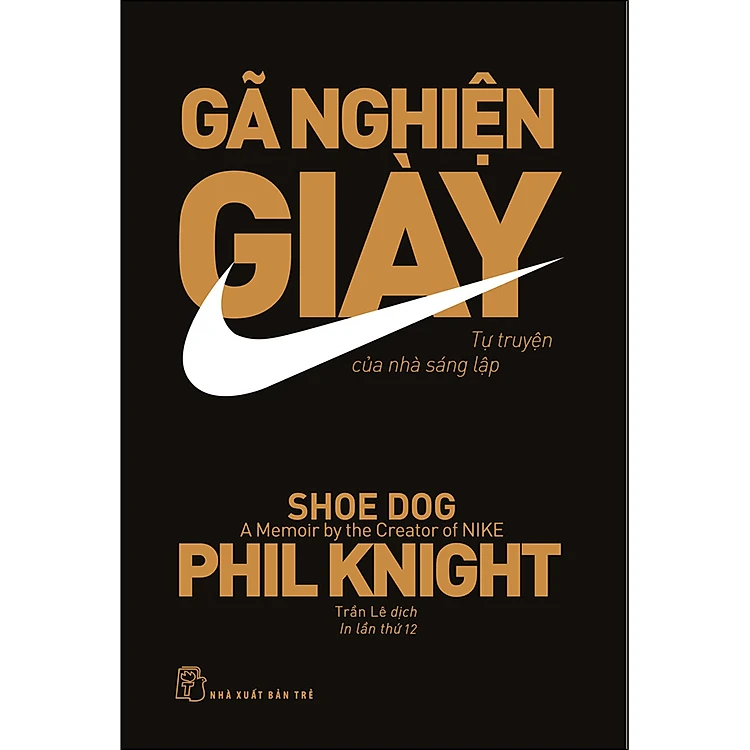 GÃ NGHIỆN
GIÀY
Tự truyện
của nhà sáng lập
SHOE DOG
A Memoir by the Creator of NIKE
PHIL KNIGHT
Trần Lê dịch
In lần thứ 12
NHÀ XUẤT BẢN TRẺ